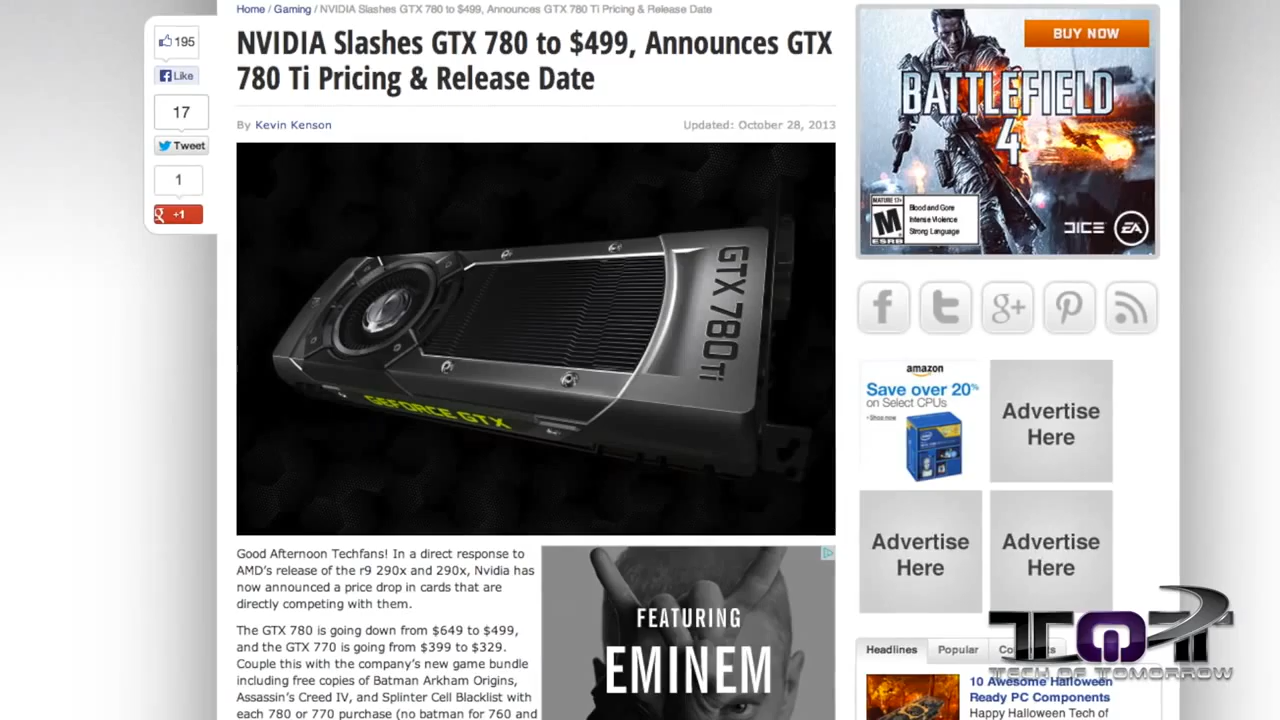 Home / Gaming / NVIDIA Slashes GTX 780 to $499, Announces GTX 780 Ti Pricing & Release Date
NVIDIA Slashes GTX 780 to $499, Announces GTX
780 Ti Pricing & Release Date
By Kevin Kenson
Updated: October 28, 2013
195
Like
17
Tweet
1
+1
GTX 780 Ti
GEFORCE GTX
Good Afternoon Techfans! In a direct response to
AMD's release of the r9 290x and 290x, Nvidia has
now announced a price drop in cards that are
directly competing with them.
The GTX 780 is going down from $649 to $499,
and the GTX 770 is going from $399 to $329.
Couple this with the company's new game bundle
including free copies of Batman Arkham Origins,
Assassin's Creed IV, and Splinter Cell Blacklist with
each 780 or 770 purchase (no batman for 760 and
FEATURING
EMINEM
BUY NOW
BATTLEFIELD
4
MATURE 17+
M
ESRB
Blood and Gore
Intense Violence
Strong Language
DICE
EA
amazon
Save over 20%
on Select CPUs
Shop now
Advertise
Here
Advertise
Here
Advertise
Here
Headlines
Popular
10 Awesome Halloween
Ready PC Components
Happy Halloween Tech of
TOT
TECH OF TOMORROW